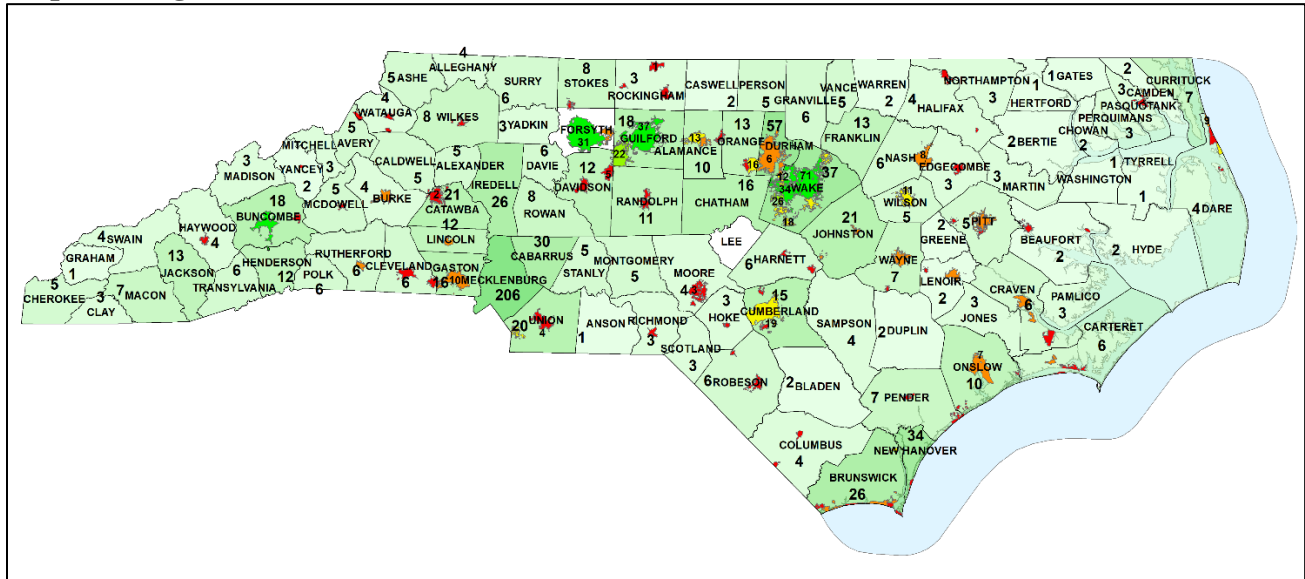 4
ALLEGHANY
5 ASHE
SURRY
6
8
STOKES
3
ROCKINGHAM
CASWELL
2
PERSON
5
GRANVILLE
6
VANCE
5
WARREN
2
4
HALIFAX
NORTHAMPTON
3
1 GATES
HERTFORD
1
2
CAMDEN
CURRITUCK
7
3
PASQUOTANK
PERQUIMANS
3
CHOWAN
2
2 BERTIE
4
WATAUGA
5
8 WILKES
3 YADKIN
FORSYTH
31
18
37
GUILFORD
22
13
ALAMANCE
10
13
ORANGE
16
57
DURHAM
6
13
FRANKLIN
6 NASH
8
EDGECOMBE
3
3
MARTIN
1
TYRRELL
WASHINGTON
1
9
4 DARE
MITCHELL
AVERY
3
MADISON
YANCEY
2
3
CALDWELL
5
5
ALEXANDER
6
DAVIE
12
DAVIDSON
RANDOLPH
11
16
CHATHAM
12
71
WAKE
34
37
26
18
11
WILSON
5
5 PITT
2
GREENE
BEAUFORT
2
2
HYDE
5
MCDOWELL
4
BURKE
2
21
CATAWBA
12
IREDELL
26
8
ROWAN
18
BUNCOMBE
HAYWOOD
4
4 SWAIN
GRAHAM
1
13
JACKSON
6
TRANSYLVANIA
HENDERSON
12
POLK
6
RUTHERFORD
6
CLEVELAND
6
LINCOLN
GASTON
10
16
MECKLENBURG
206
30
CABARRUS
5
STANLY
MONTGOMERY
5
MOORE
4
LEE
6 HARNETT
21
JOHNSTON
WAYNE
7
LENOIR
2
3
JONES
CRAVEN
6
PAMLICO
3
CARTERET
6
5
CHEROKEE
3
CLAY
7
MACON
20
UNION
4
ANSON
1
RICHMOND
3
3
HOKE
15
CUMBERLAND
19
SAMPSON
4
2 DUPLIN
7
ONSLOW
10
SCOTLAND
3
6 ROBESON
2 BLADEN
7 PENDER
COLUMBUS
4
34
NEW HANOVER
BRUNSWICK
26